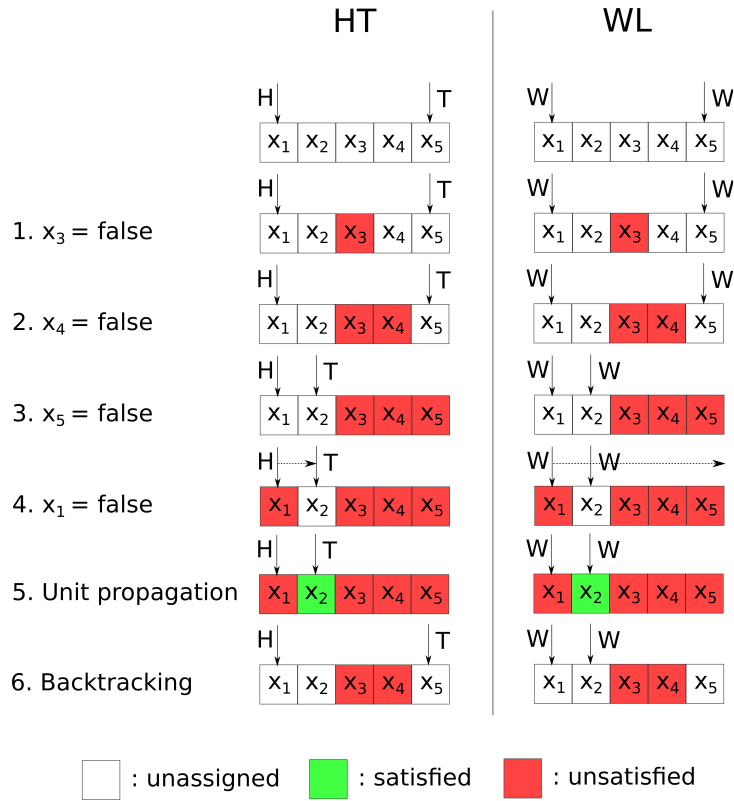 HT WL
H T W W
x1 x2 x3 x4 x5 x1 x2 x3 x4 x5
H T W W
1. x3 = false x1 x2 x3 x4 x5 x1 x2 x3 x4 x5
H T W W
2. x4 = false x1 x2 x3 x4 x5 x1 x2 x3 x4 x5
H T W W
3. x5 = false x1 x2 x3 x4 x5 x1 x2 x3 x4 x5
H T W W
4. x1 = false x1 x2 x3 x4 x5 x1 x2 x3 x4 x5
H T W W
5. Unit propagation x1 x2 x3 x4 x5 x1 x2 x3 x4 x5
H T W W
6. Backtracking x1 x2 x3 x4 x5 x1 x2 x3 x4 x5
: unassigned : satisfied : unsatisfied